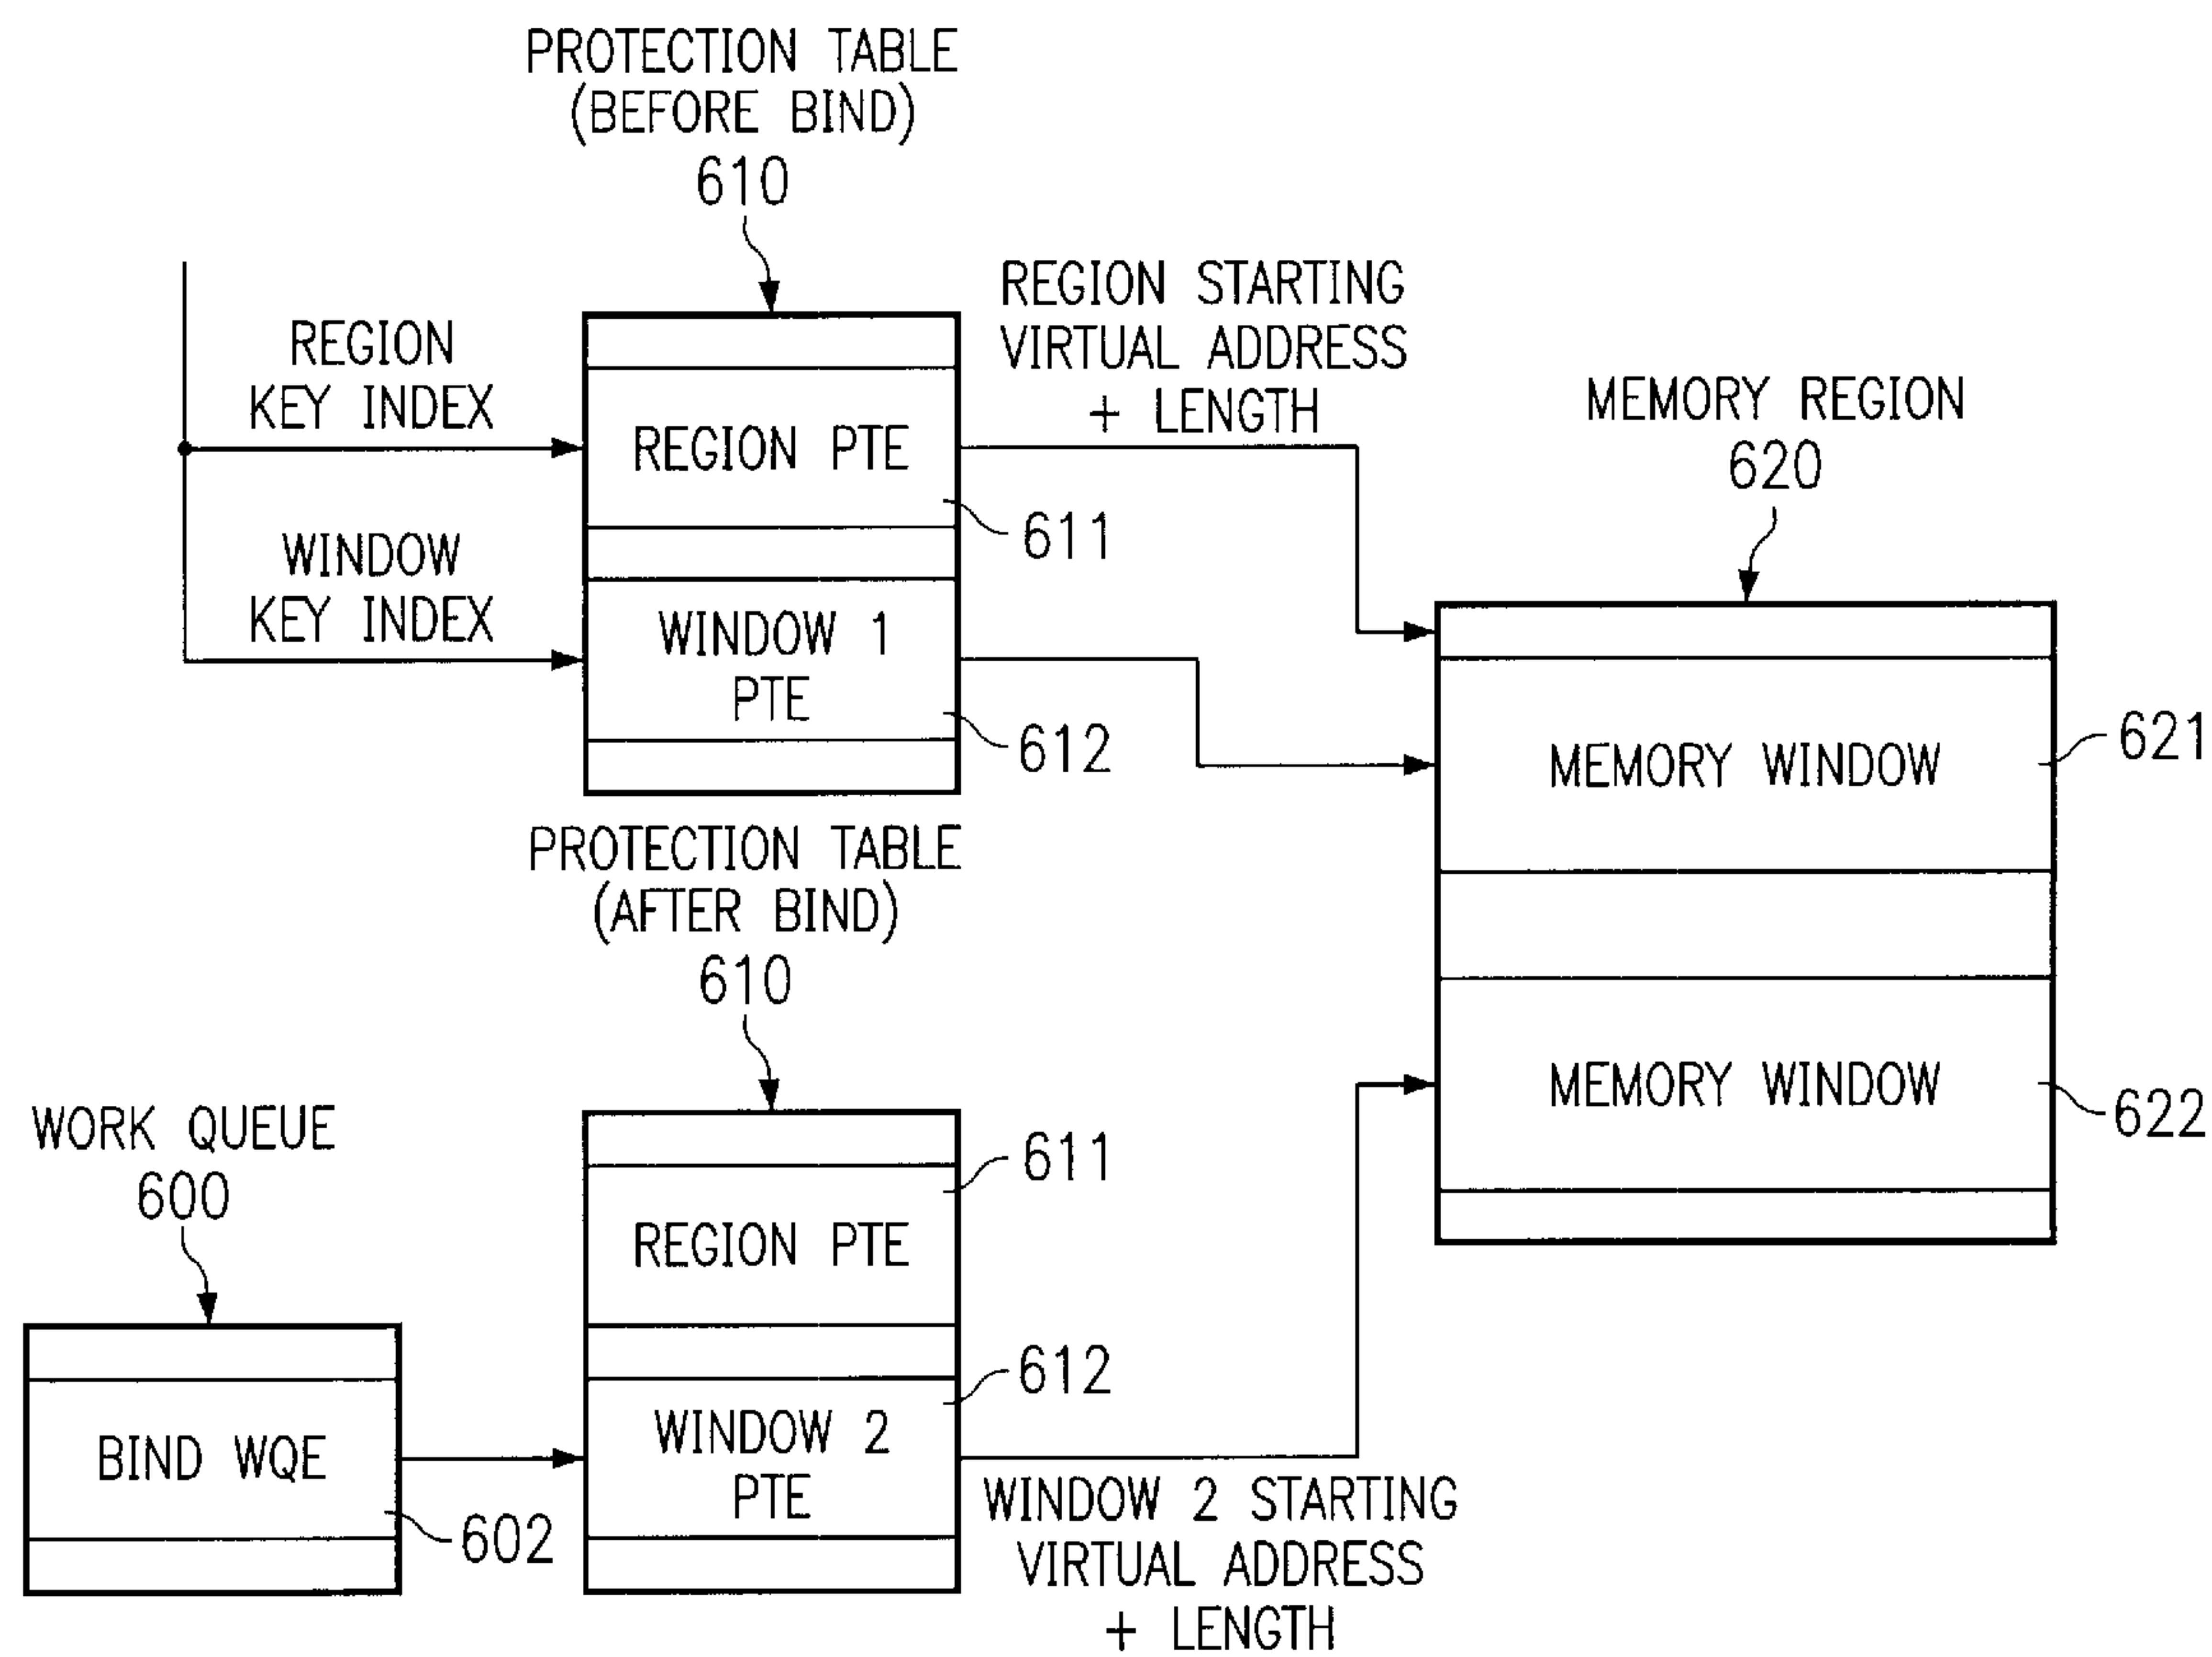 PROTECTION TABLE
(BEFORE BIND)
610
REGION
KEY INDEX
REGION STARTING
VIRTUAL ADDRESS
+ LENGTH
REGION PTE
611
WINDOW
KEY INDEX
WINDOW 1
PTE
612
MEMORY REGION
620
MEMORY WINDOW
621
MEMORY WINDOW
622
PROTECTION TABLE
(AFTER BIND)
610
611
REGION PTE
612
WINDOW 2
PTE
WORK QUEUE
600
BIND WQE
602
WINDOW 2 STARTING
VIRTUAL ADDRESS
+ LENGTH